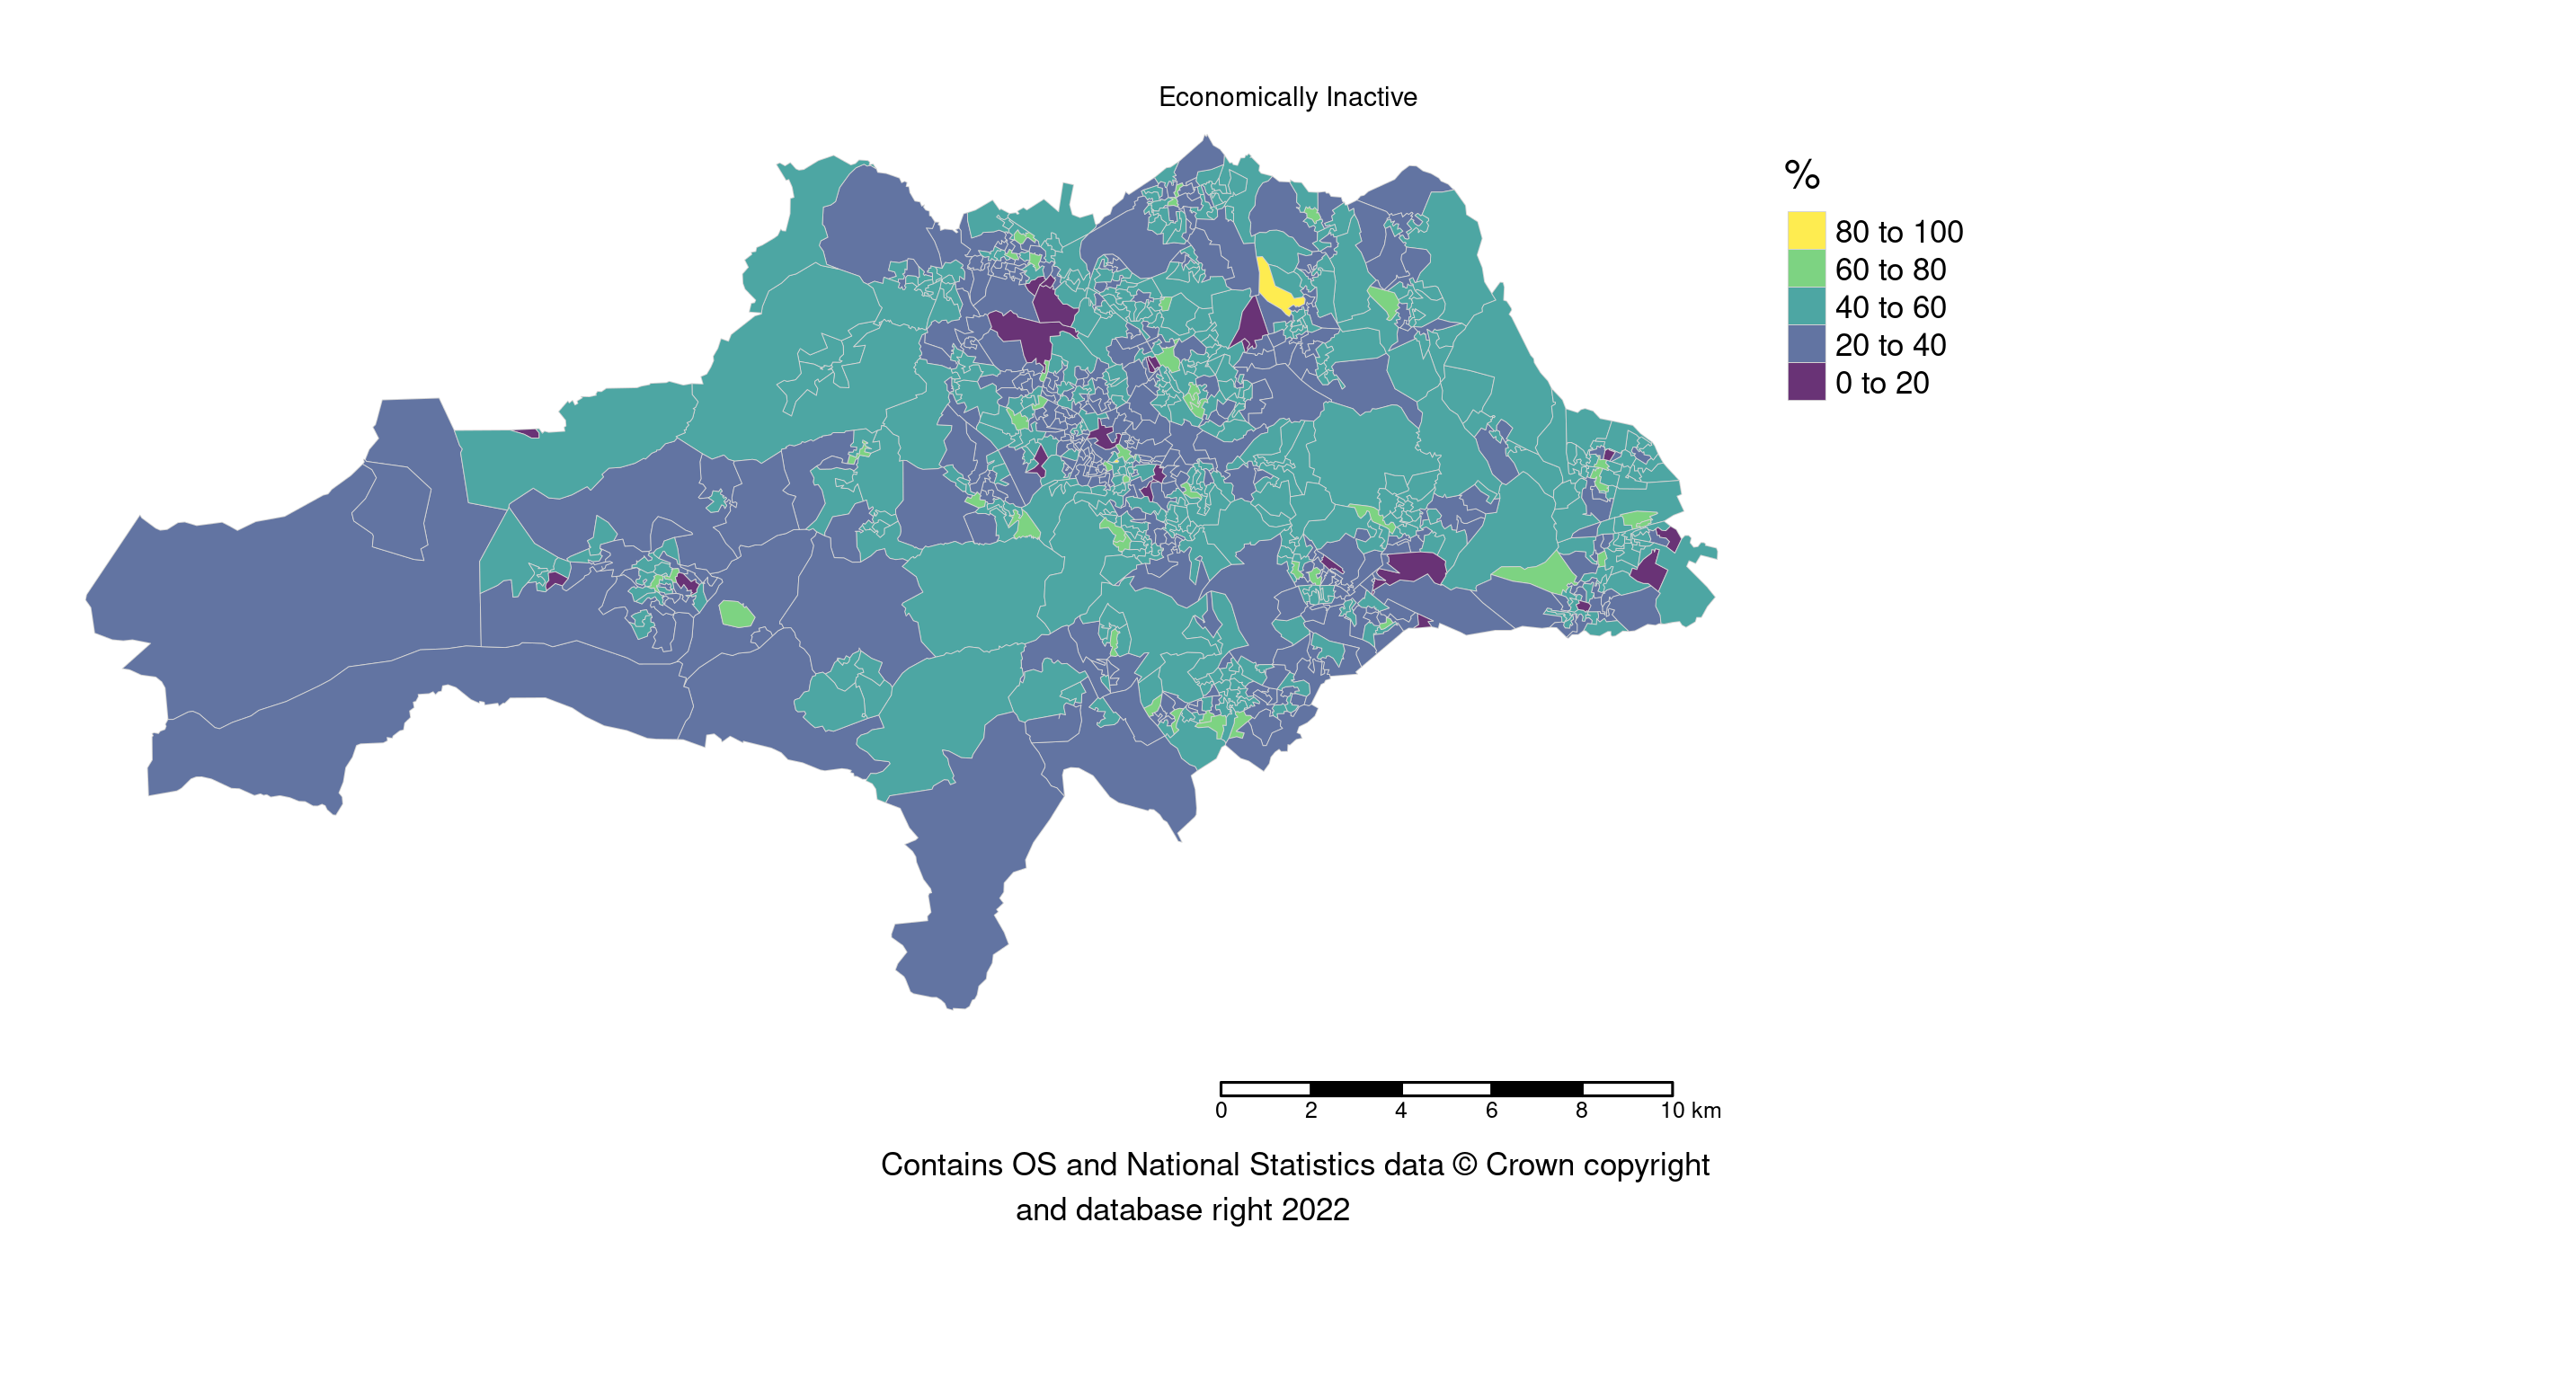 Economically Inactive
%
80 to 100
60 to 80
40 to 60
20 to 40
0 to 20
0 2 4 6 8 10 km
Contains OS and National Statistics data © Crown copyright
and database right 2022